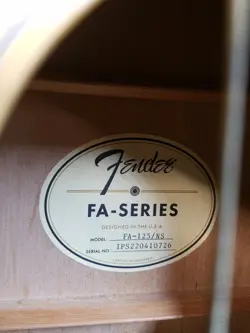 Fender
FA-SERIES
DESIGNED IN THE U.S.A
MODEL: FA-125/NS
SERIAL NO: IPS220410726